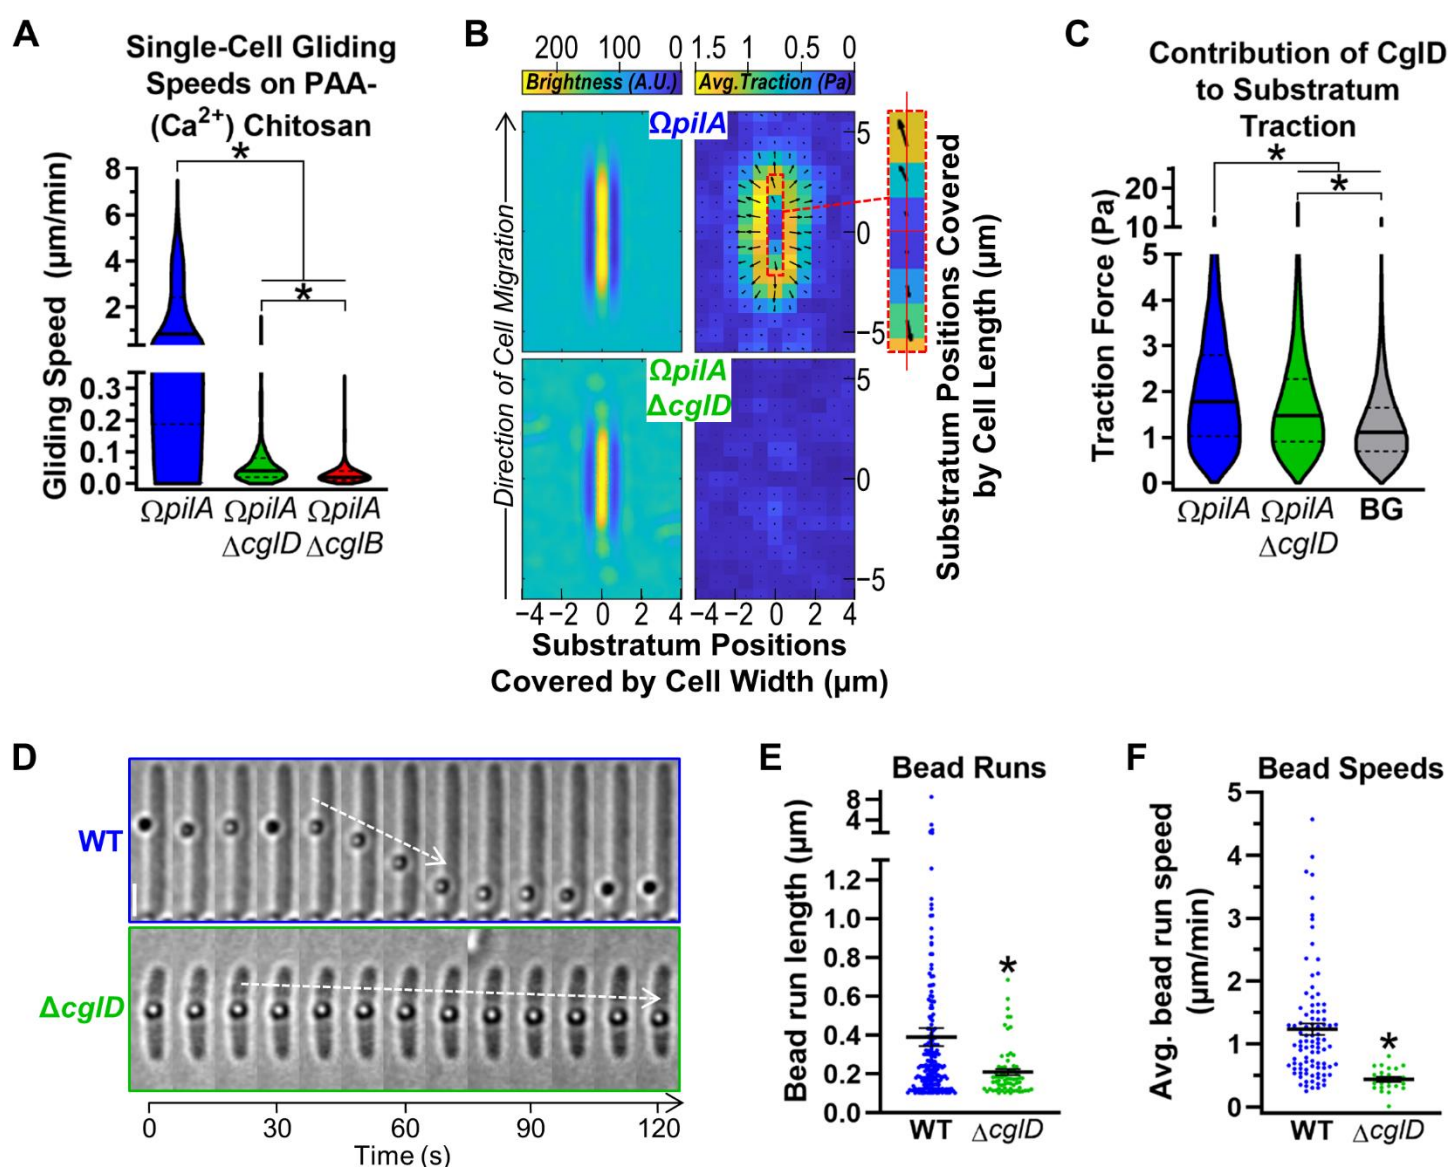 A
Single-Cell Gliding
Speeds on PAA-
(Ca²⁺) Chitosan
*
*
Gliding Speed (µm/min)
8
6
4
2
0.3
0.2
0.1
0.0
ΩpilA
ΩpilA
ΔcglD
ΩpilA
ΔcglB
B
200 100 0
Brightness (A.U.)
1.5 1 0.5 0
Avg.Traction (Pa)
ΩpilA
ΩpilA
ΔcglD
Direction of Cell Migration
5
0
−5
5
0
−5
Substratum Positions Covered
by Cell Length (µm)
−4 −2 0 2 4
−4 −2 0 2 4
Substratum Positions
Covered by Cell Width (µm)
C
Contribution of CglD
to Substratum
Traction
*
*
Traction Force (Pa)
20
10
5
4
3
2
1
0
ΩpilA
ΩpilA
ΔcglD
BG
D
WT
ΔcglD
0 30 60 90 120
Time (s)
E
Bead Runs
Bead run length (µm)
8
4
1.2
1.0
0.8
0.6
0.4
0.2
0.0
*
WT ΔcglD
F
Bead Speeds
Avg. bead run speed
(µm/min)
5
4
3
2
1
0
*
WT ΔcglD